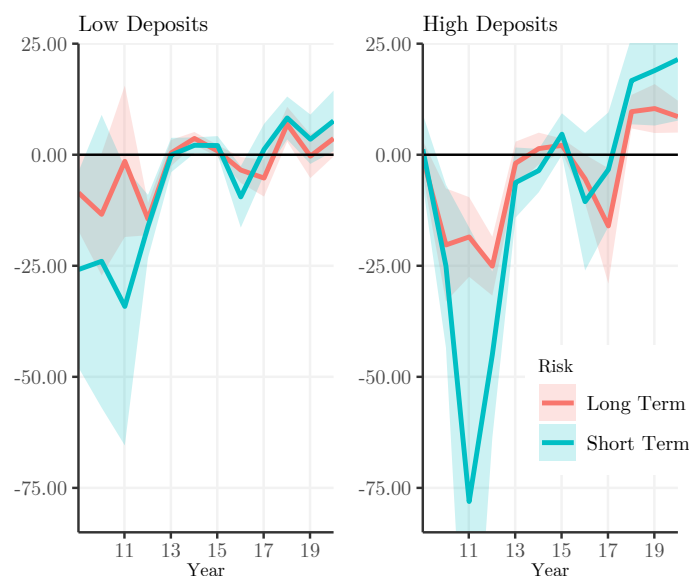 Low Deposits
High Deposits
25.00
0.00
-25.00
-50.00
-75.00
25.00
0.00
-25.00
-50.00
-75.00
Risk
Long Term
Short Term
11 13 15 17 19
11 13 15 17 19
Year
Year